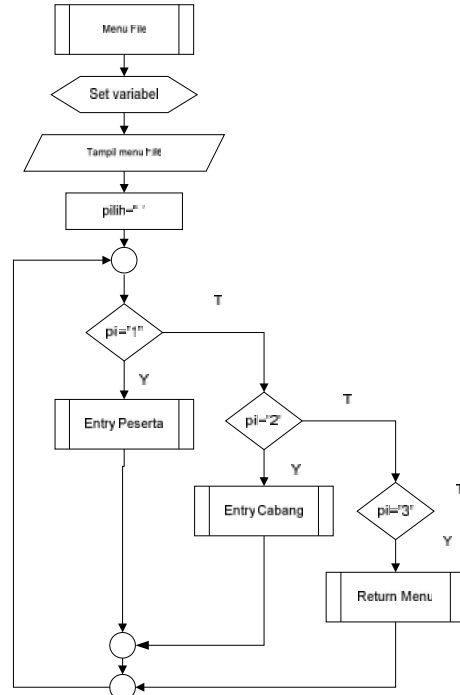 Menu File
Set variabel
Tampil menu File
pilih=" '
T
pi="1"
Y
Entry Peserta
T
pi="2"
Y
Entry Cabang
T
pi="3"
Y
Return Menu